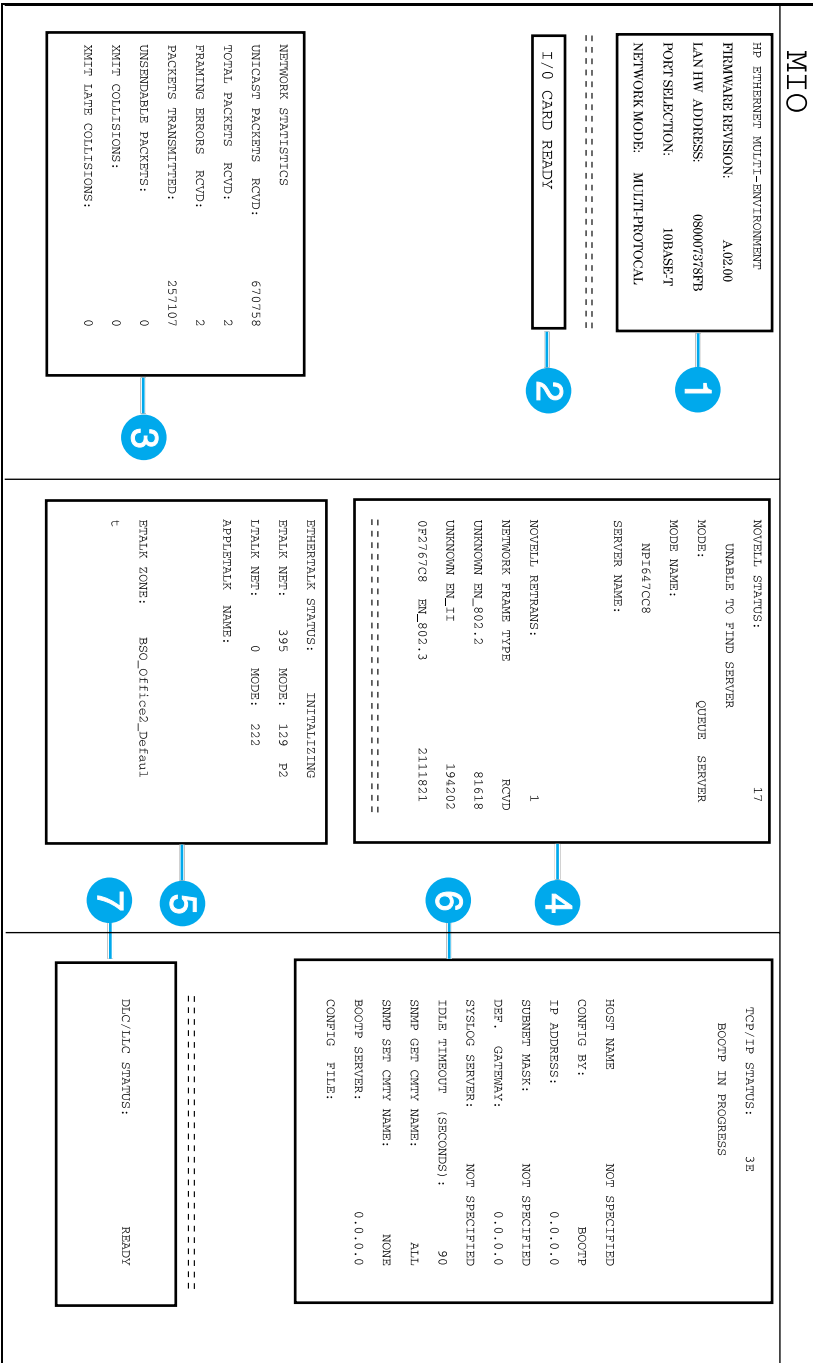 MIO
HP ETHERNET MULTI-ENVIRONMENT
FIRMWARE REVISION: A.02.00
LAN HW ADDRESS: 080007378FB
PORT SELECTION: 10BASE-T
NETWORK MODE: MULTI-PROTOCAL
1
I/O CARD READY
2
NETWORK STATISTICS
UNICAST PACKETS RCVD: 670758
TOTAL PACKETS RCVD: 2
FRAMING ERRORS RCVD: 2
PACKETS TRANSMITTED: 257107
UNSENDABLE PACKETS: 0
XMIT COLLISIONS: 0
XMIT LATE COLLISIONS: 0
3
NOVELL STATUS: 17
UNABLE TO FIND SERVER
MODE: QUEUE SERVER
MODE NAME:
NPI647CC8
SERVER NAME:
NOVELL RETRANS: 1
NETWORK FRAME TYPE RCVD
UNKNOWN EN_802.2 81618
UNKNOWN EN_II 194202
0F2767C8 EN_802.3 2111821
4
ETHERTALK STATUS: INITALIZING
ETALK NET: 395 MODE: 129 P2
LTALK NET: 0 MODE: 222
APPLETALK NAME:
ETALK ZONE: BSO_Office2_Defaul
t
5
TCP/IP STATUS: 3E
BOOTP IN PROGRESS
HOST NAME NOT SPECIFIED
CONFIG BY: BOOTP
IP ADDRESS: 0.0.0.0
SUBNET MASK: NOT SPECIFIED
DEF. GATEWAY: 0.0.0.0
SYSLOG SERVER: NOT SPECIFIED
IDLE TIMEOUT (SECONDS): 90
SNMP GET CMTY NAME: ALL
SNMP SET CMTY NAME: NONE
BOOTP SERVER: 0.0.0.0
CONFIG FILE:
6
DLC/LLC STATUS: READY
7